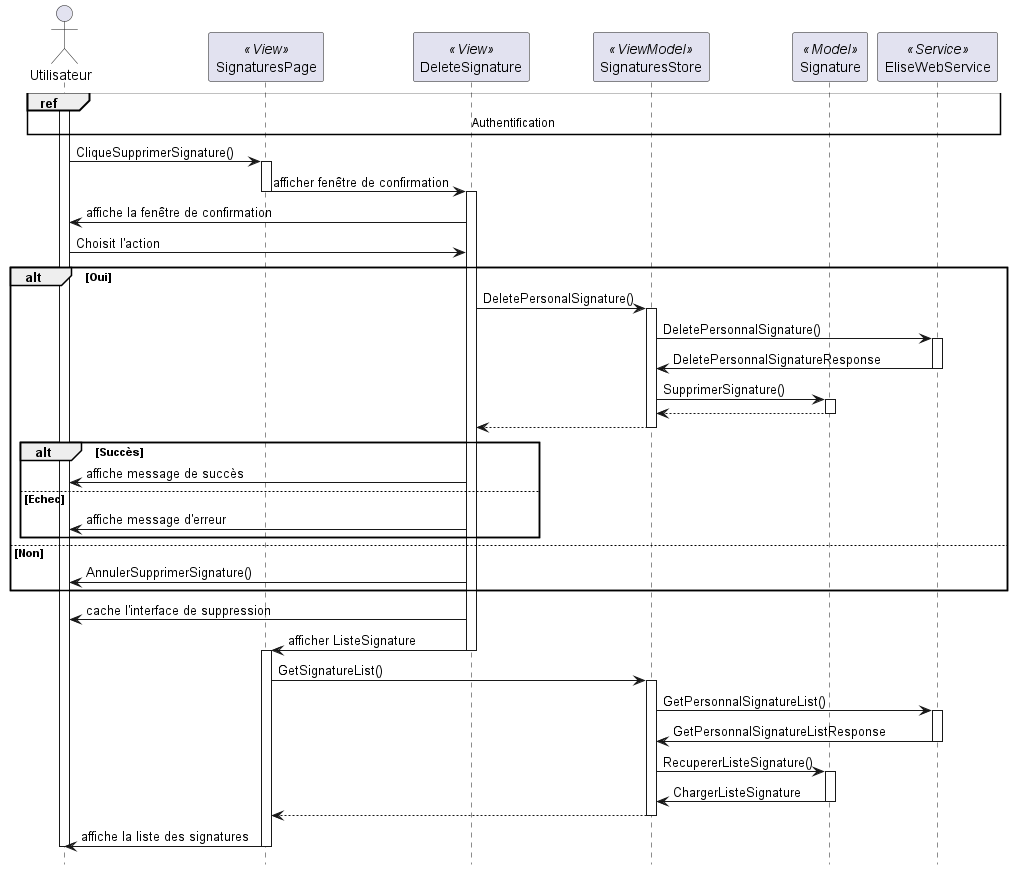 Utilisateur
« View»
SignaturesPage
« View»
DeleteSignature
« ViewModel»
SignaturesStore
« Model»
Signature
« Service»
EliseWebService
ref
Authentification
CliqueSupprimerSignature()
afficher fenêtre de confirmation
affiche la fenêtre de confirmation
Choisit l'action
alt [Oui]
DeletePersonalSignature()
DeletePersonnalSignature()
DeletePersonnalSignatureResponse
SupprimerSignature()
alt [Succès]
affiche message de succès
[Echec]
affiche message d'erreur
[Non]
AnnulerSupprimerSignature()
cache l'interface de suppression
afficher ListeSignature
GetSignatureList()
GetPersonnalSignatureList()
GetPersonnalSignatureListResponse
RecupererListeSignature()
ChargerListeSignature
affiche la liste des signatures